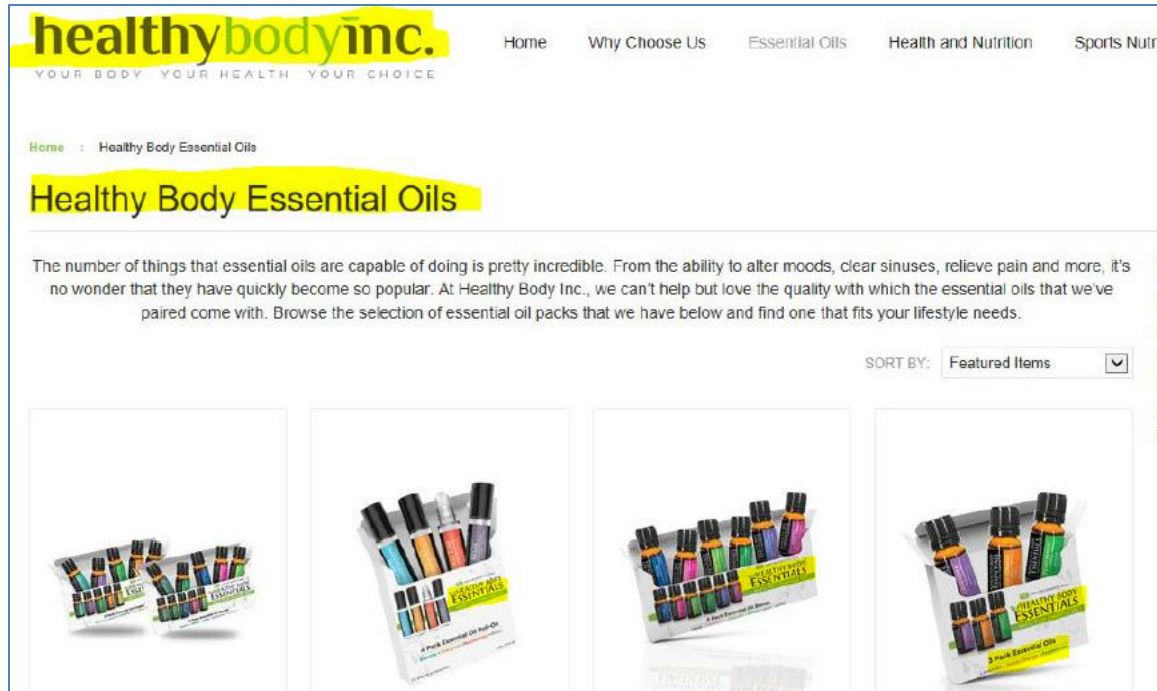 healthybodyinc.
YOUR BODY YOUR HEALTH YOUR CHOICE
Home Why Choose Us Essential Oils Health and Nutrition Sports Nutr
Home : Healthy Body Essential Oils
Healthy Body Essential Oils
The number of things that essential oils are capable of doing is pretty incredible. From the ability to alter moods, clear sinuses, relieve pain and more, it's
no wonder that they have quickly become so popular. At Healthy Body Inc., we can't help but love the quality with which the essential oils that we've
paired come with. Browse the selection of essential oil packs that we have below and find one that fits your lifestyle needs.
SORT BY: Featured Items
HEALTHY BODY
ESSENTIALS
4 Pack Essential Oil Roll-On
HEALTHY BODY
ESSENTIALS
HEALTHY BODY
ESSENTIALS
3 Pack Essential Oils